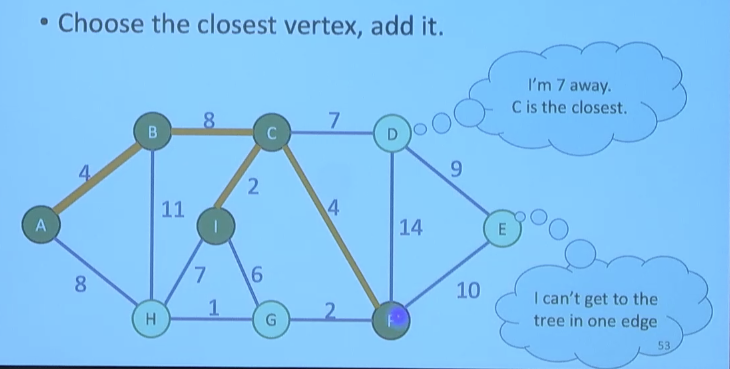 • Choose the closest vertex, add it.
I'm 7 away.
C is the closest.
8
7
B
C
D
4
9
2
11
4
A
I
14
E
8
7
6
10
1
2
H
G
F
I can't get to the
tree in one edge
53